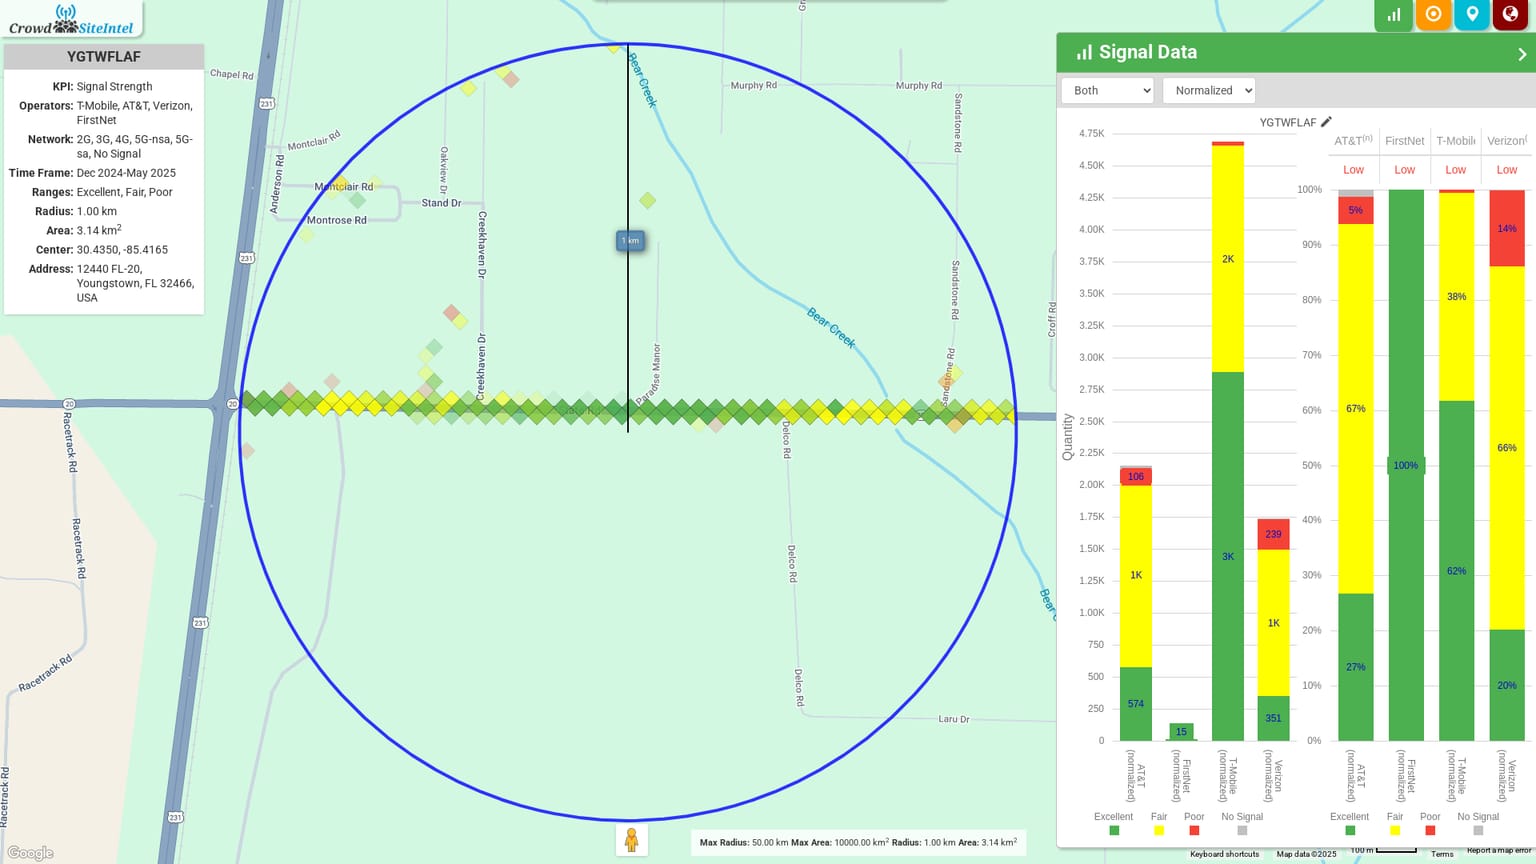 Crowd SiteIntel
YGTWFLAF
KPI: Signal Strength
Operators: T-Mobile, AT&T, Verizon,
FirstNet
Network: 2G, 3G, 4G, 5G-nsa, 5G-
sa, No Signal
Time Frame: Dec 2024-May 2025
Ranges: Excellent, Fair, Poor
Radius: 1.00 km
Area: 3.14 km²
Center: 30.4350, -85.4165
Address: 12440 FL-20,
Youngstown, FL 32466,
USA
Chapel Rd
231
Montclair Rd
Anderson Rd
Montclair Rd
Montrose Rd
Oakview Dr
Stand Dr
Creekhaven Dr
Creekhaven Dr
231
Bear Creek
1 km
Murphy Rd
Murphy Rd
Sandstone Rd
Sandstone Rd
Sandstone Rd
Croff Rd
Bear Creek
Paradise Manor
20
20
Racetrack Rd
Racetrack Rd
Racetrack Rd
Racetrack Rd
231
231
Delco Rd
Delco Rd
Delco Rd
Laru Dr
Google
Max Radius: 50.00 km Max Area: 10000.00 km² Radius: 1.00 km Area: 3.14 km²
Signal Data
Both
Normalized
YGTWFLAF
4.75K
4.50K
4.25K
4.00K
3.75K
3.50K
3.25K
3.00K
2.75K
2.50K
2.25K
2.00K
1.75K
1.50K
1.25K
1.00K
750
500
250
0
Quantity
106
1K
574
15
2K
3K
239
1K
351
AT&T
(normalized)
FirstNet
(normalized)
T-Mobile
(normalized)
Verizon
(normalized)
Excellent Fair Poor No Signal
AT&T(n) FirstNet T-Mobile Verizon(
Low Low Low Low
100%
90%
80%
70%
60%
50%
40%
30%
20%
10%
0%
5%
67%
27%
100%
38%
62%
14%
66%
20%
AT&T
(normalized)
FirstNet
(normalized)
T-Mobile
(normalized)
Verizon
(normalized)
Excellent Fair Poor No Signal
Keyboard shortcuts Map data ©2025 100 m Terms Report a map error